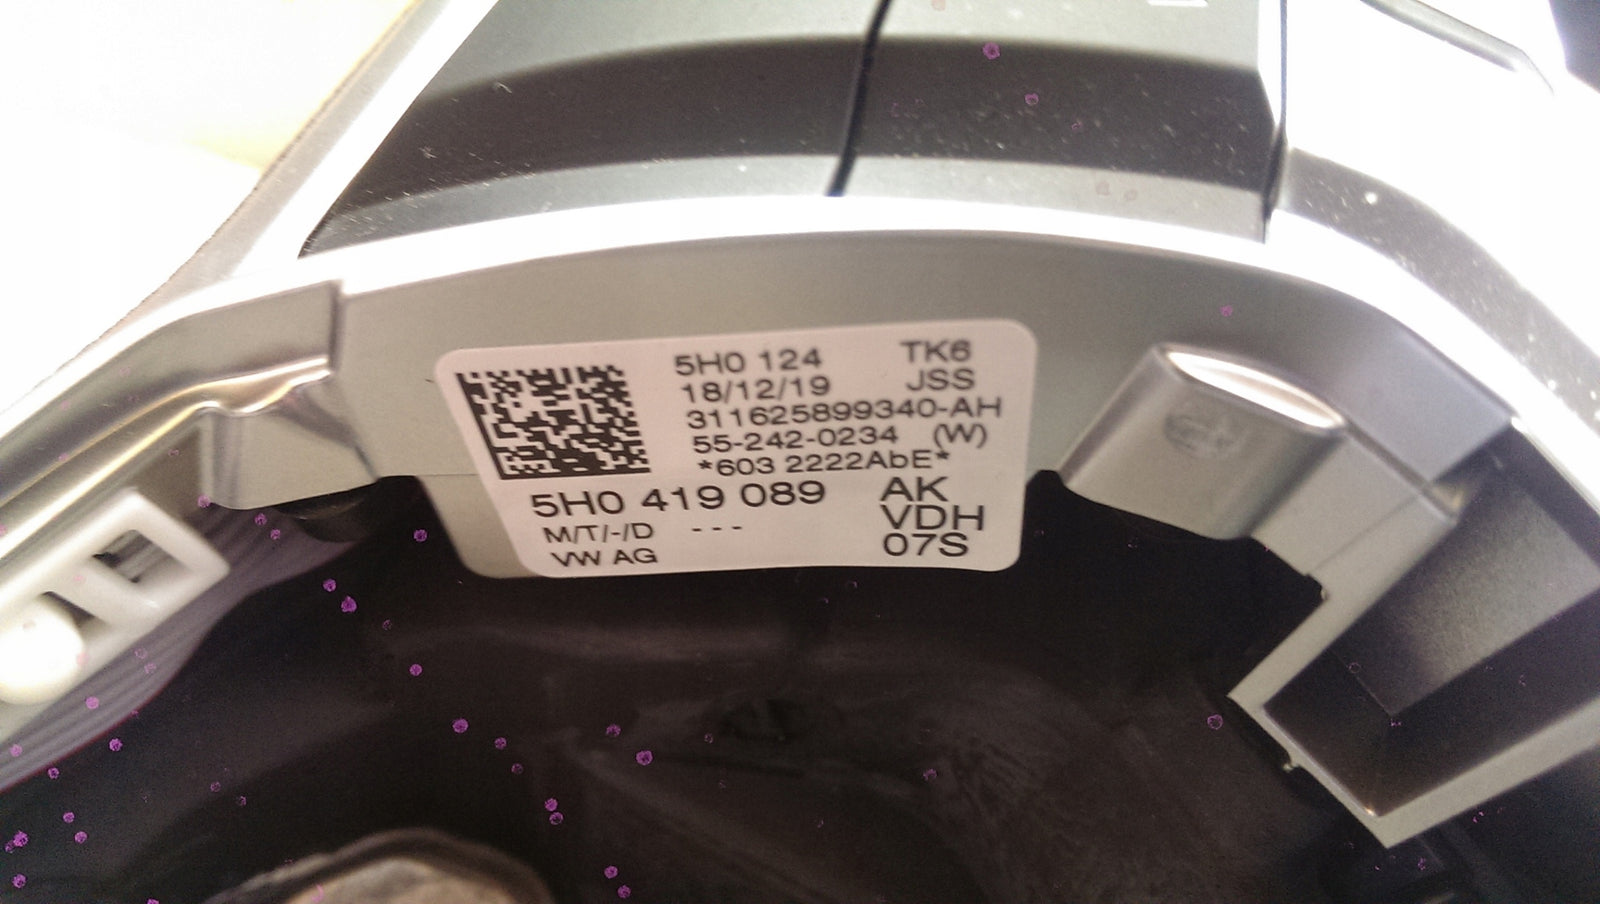 5H0 124 TK6
18/12/19 JSS
311625899340-AH
55-242-0234 (W)
*603 2222AbE*
5H0 419 089 AK
M/T/-/D --- VDH
VW AG 07S